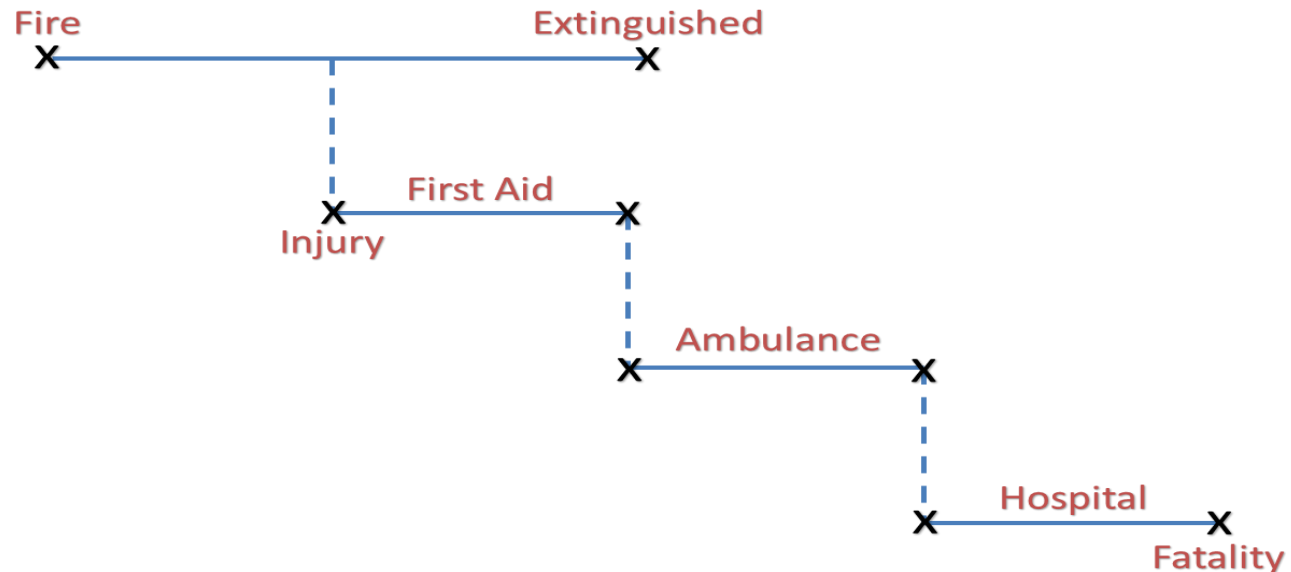 Fire
Extinguished
First Aid
Injury
Ambulance
Hospital
Fatality